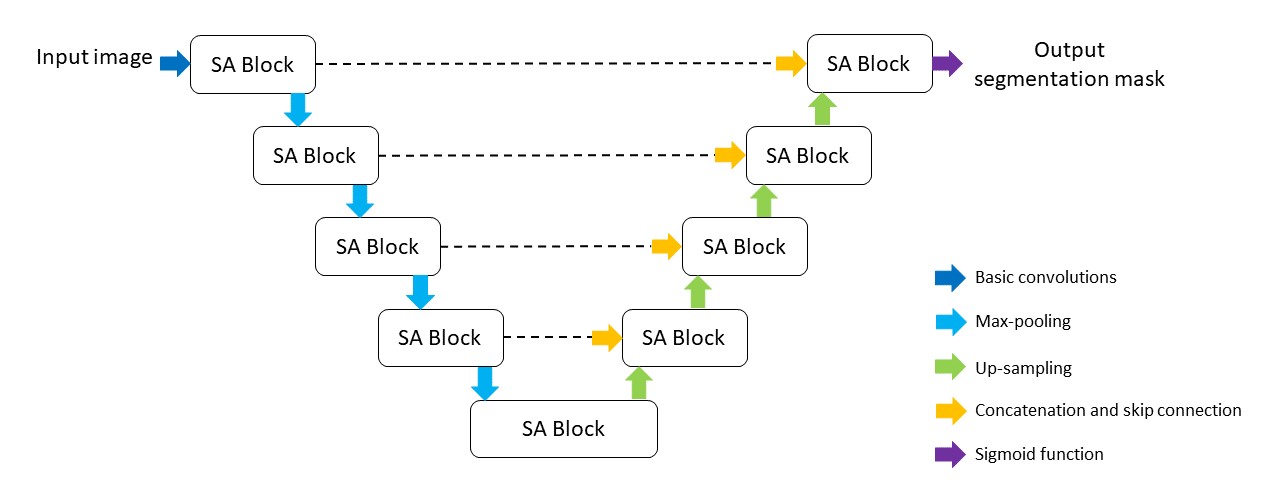 Input image
SA Block
SA Block
Output
segmentation mask
SA Block
SA Block
SA Block
SA Block
SA Block
SA Block
SA Block
Basic convolutions
Max-pooling
Up-sampling
Concatenation and skip connection
Sigmoid function